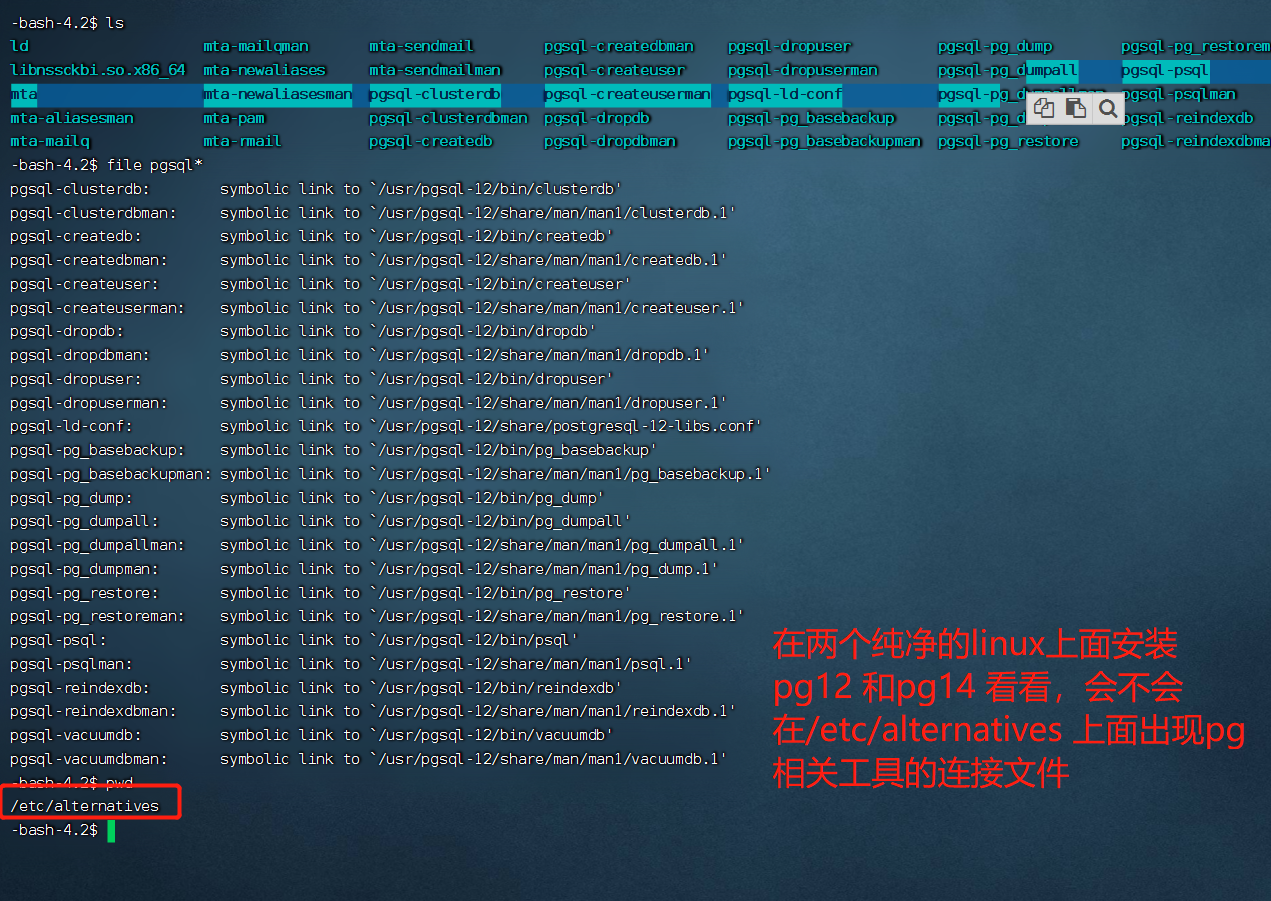 -bash-4.2$ ls
ld mta-mailqman mta-sendmail pgsql-createdbman pgsql-dropuser pgsql-pg_dump pgsql-pg_restorem
libnssckbi.so.x86_64 mta-newaliases mta-sendmailman pgsql-createuser pgsql-dropuserman pgsql-pg_dumpall pgsql-psql
mta mta-newaliasesman pgsql-clusterdb pgsql-createuserman pgsql-ld-conf pgsql-pg_dumpallman pgsql-psqlman
mta-aliasesman mta-pam pgsql-clusterdbman pgsql-dropdb pgsql-pg_basebackup pgsql-pg_d pgsql-reindexdb
mta-mailq mta-rmail pgsql-createdb pgsql-dropdbman pgsql-pg_basebackupman pgsql-pg_restore pgsql-reindexdbma
-bash-4.2$ file pgsql*
pgsql-clusterdb: symbolic link to `/usr/pgsql-12/bin/clusterdb'
pgsql-clusterdbman: symbolic link to `/usr/pgsql-12/share/man/man1/clusterdb.1'
pgsql-createdb: symbolic link to `/usr/pgsql-12/bin/createdb'
pgsql-createdbman: symbolic link to `/usr/pgsql-12/share/man/man1/createdb.1'
pgsql-createuser: symbolic link to `/usr/pgsql-12/bin/createuser'
pgsql-createuserman: symbolic link to `/usr/pgsql-12/share/man/man1/createuser.1'
pgsql-dropdb: symbolic link to `/usr/pgsql-12/bin/dropdb'
pgsql-dropdbman: symbolic link to `/usr/pgsql-12/share/man/man1/dropdb.1'
pgsql-dropuser: symbolic link to `/usr/pgsql-12/bin/dropuser'
pgsql-dropuserman: symbolic link to `/usr/pgsql-12/share/man/man1/dropuser.1'
pgsql-ld-conf: symbolic link to `/usr/pgsql-12/share/postgresql-12-libs.conf'
pgsql-pg_basebackup: symbolic link to `/usr/pgsql-12/bin/pg_basebackup'
pgsql-pg_basebackupman: symbolic link to `/usr/pgsql-12/share/man/man1/pg_basebackup.1'
pgsql-pg_dump: symbolic link to `/usr/pgsql-12/bin/pg_dump'
pgsql-pg_dumpall: symbolic link to `/usr/pgsql-12/bin/pg_dumpall'
pgsql-pg_dumpallman: symbolic link to `/usr/pgsql-12/share/man/man1/pg_dumpall.1'
pgsql-pg_dumpman: symbolic link to `/usr/pgsql-12/share/man/man1/pg_dump.1'
pgsql-pg_restore: symbolic link to `/usr/pgsql-12/bin/pg_restore'
pgsql-pg_restoreman: symbolic link to `/usr/pgsql-12/share/man/man1/pg_restore.1'
pgsql-psql: symbolic link to `/usr/pgsql-12/bin/psql'
pgsql-psqlman: symbolic link to `/usr/pgsql-12/share/man/man1/psql.1'
pgsql-reindexdb: symbolic link to `/usr/pgsql-12/bin/reindexdb'
pgsql-reindexdbman: symbolic link to `/usr/pgsql-12/share/man/man1/reindexdb.1'
pgsql-vacuumdb: symbolic link to `/usr/pgsql-12/bin/vacuumdb'
pgsql-vacuumdbman: symbolic link to `/usr/pgsql-12/share/man/man1/vacuumdb.1'
-bash-4.2$ pwd
/etc/alternatives
-bash-4.2$
在两个纯净的linux上面安装
pg12 和pg14 看看，会不会
在/etc/alternatives 上面出现pg
相关工具的连接文件